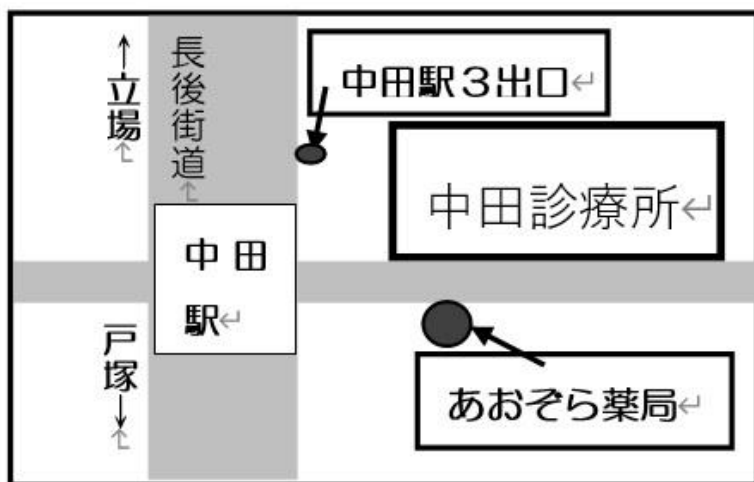 ↑立場
長後街道
中田駅３出口
中田診療所
中田
駅
戸塚↓
あおぞら薬局